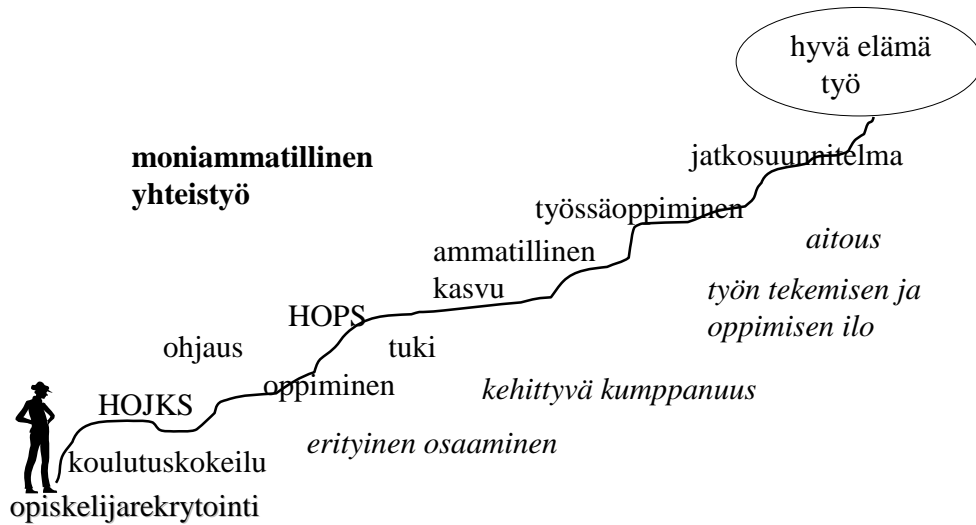 hyvä elämä
työ
moniammatillinen
yhteistyö
jatkosuunnitelma
työssäoppiminen
aitous
ammatillinen
kasvu
työn tekemisen ja
oppimisen ilo
HOPS
ohjaus
tuki
oppiminen
kehittyvä kumppanuus
HOJKS
erityinen osaaminen
koulutuskokeilu
opiskelijarekrytointi